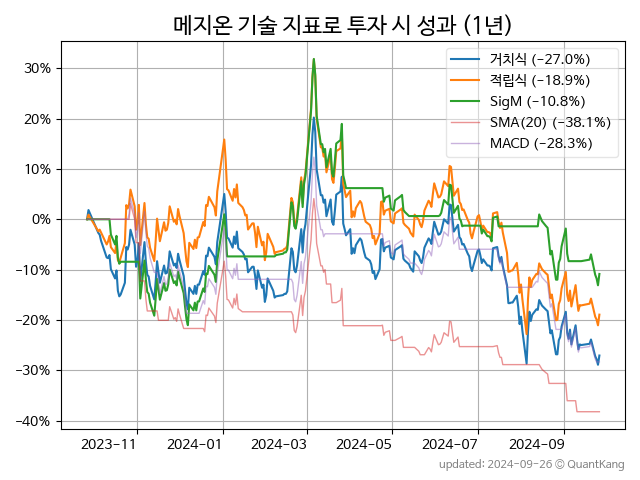 메지온 기술 지표로 투자 시 성과 (1년)
거치식 (−27.0%)
적립식 (−18.9%)
SigM (−10.8%)
SMA(20) (−38.1%)
MACD (−28.3%)
30%
20%
10%
0%
−10%
−20%
−30%
−40%
2023−11 2024−01 2024−03 2024−05 2024−07 2024−09
updated: 2024−09−26 © QuantKang